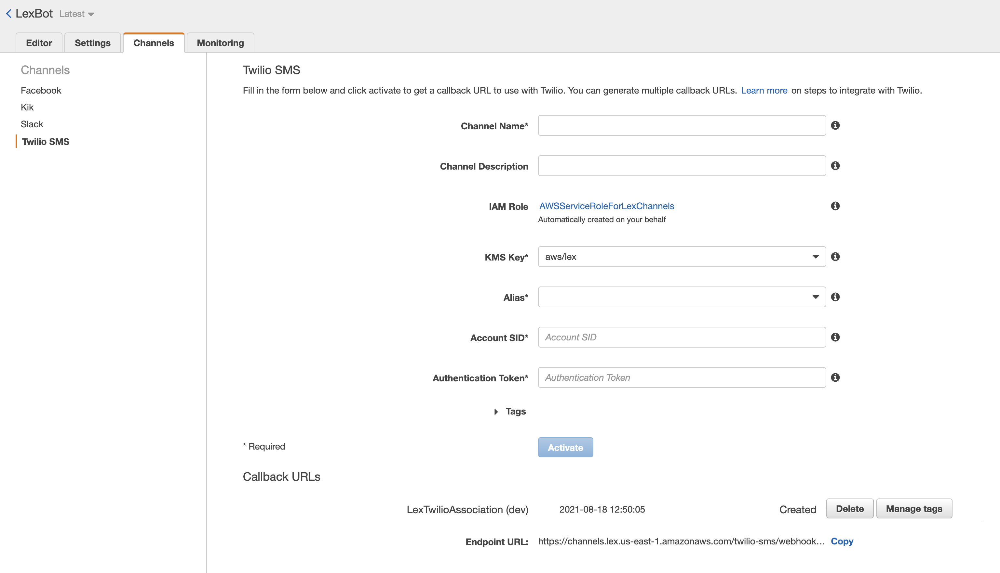 LexBot Latest
Editor Settings Channels Monitoring
Channels
Facebook
Kik
Slack
Twilio SMS
Twilio SMS
Fill in the form below and click activate to get a callback URL to use with Twilio. You can generate multiple callback URLs. Learn more on steps to integrate with Twilio.
Channel Name*
Channel Description
IAM Role AWSServiceRoleForLexChannels
Automatically created on your behalf
KMS Key* aws/lex
Alias*
Account SID* Account SID
Authentication Token* Authentication Token
Tags
* Required Activate
Callback URLs
LexTwilioAssociation (dev) 2021-08-18 12:50:05 Created Delete Manage tags
Endpoint URL: https://channels.lex.us-east-1.amazonaws.com/twilio-sms/webhook... Copy